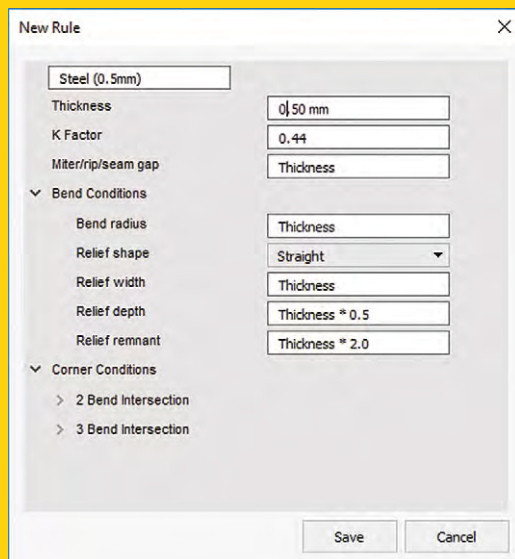 New Rule
Steel (0.5mm)
Thickness 0.50 mm
K Factor 0.44
Miter/rip/seam gap Thickness
Bend Conditions
Bend radius Thickness
Relief shape Straight
Relief width Thickness
Relief depth Thickness * 0.5
Relief remnant Thickness * 2.0
Corner Conditions
2 Bend Intersection
3 Bend Intersection
Save Cancel